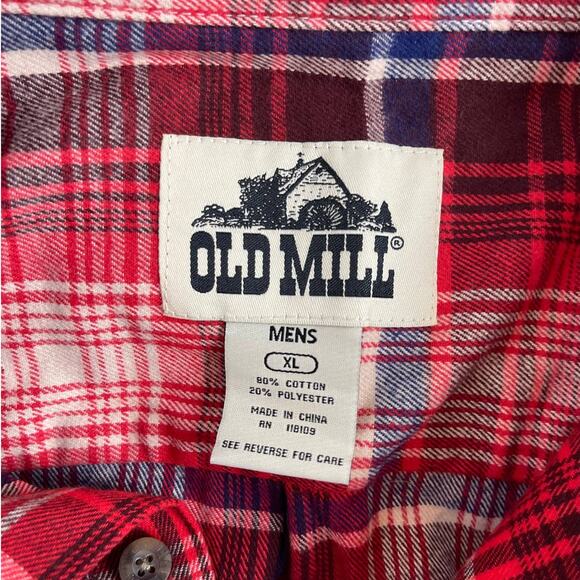 OLD MILL®
MENS
XL
80% COTTON
20% POLYESTER
MADE IN CHINA
RN 118109
SEE REVERSE FOR CARE